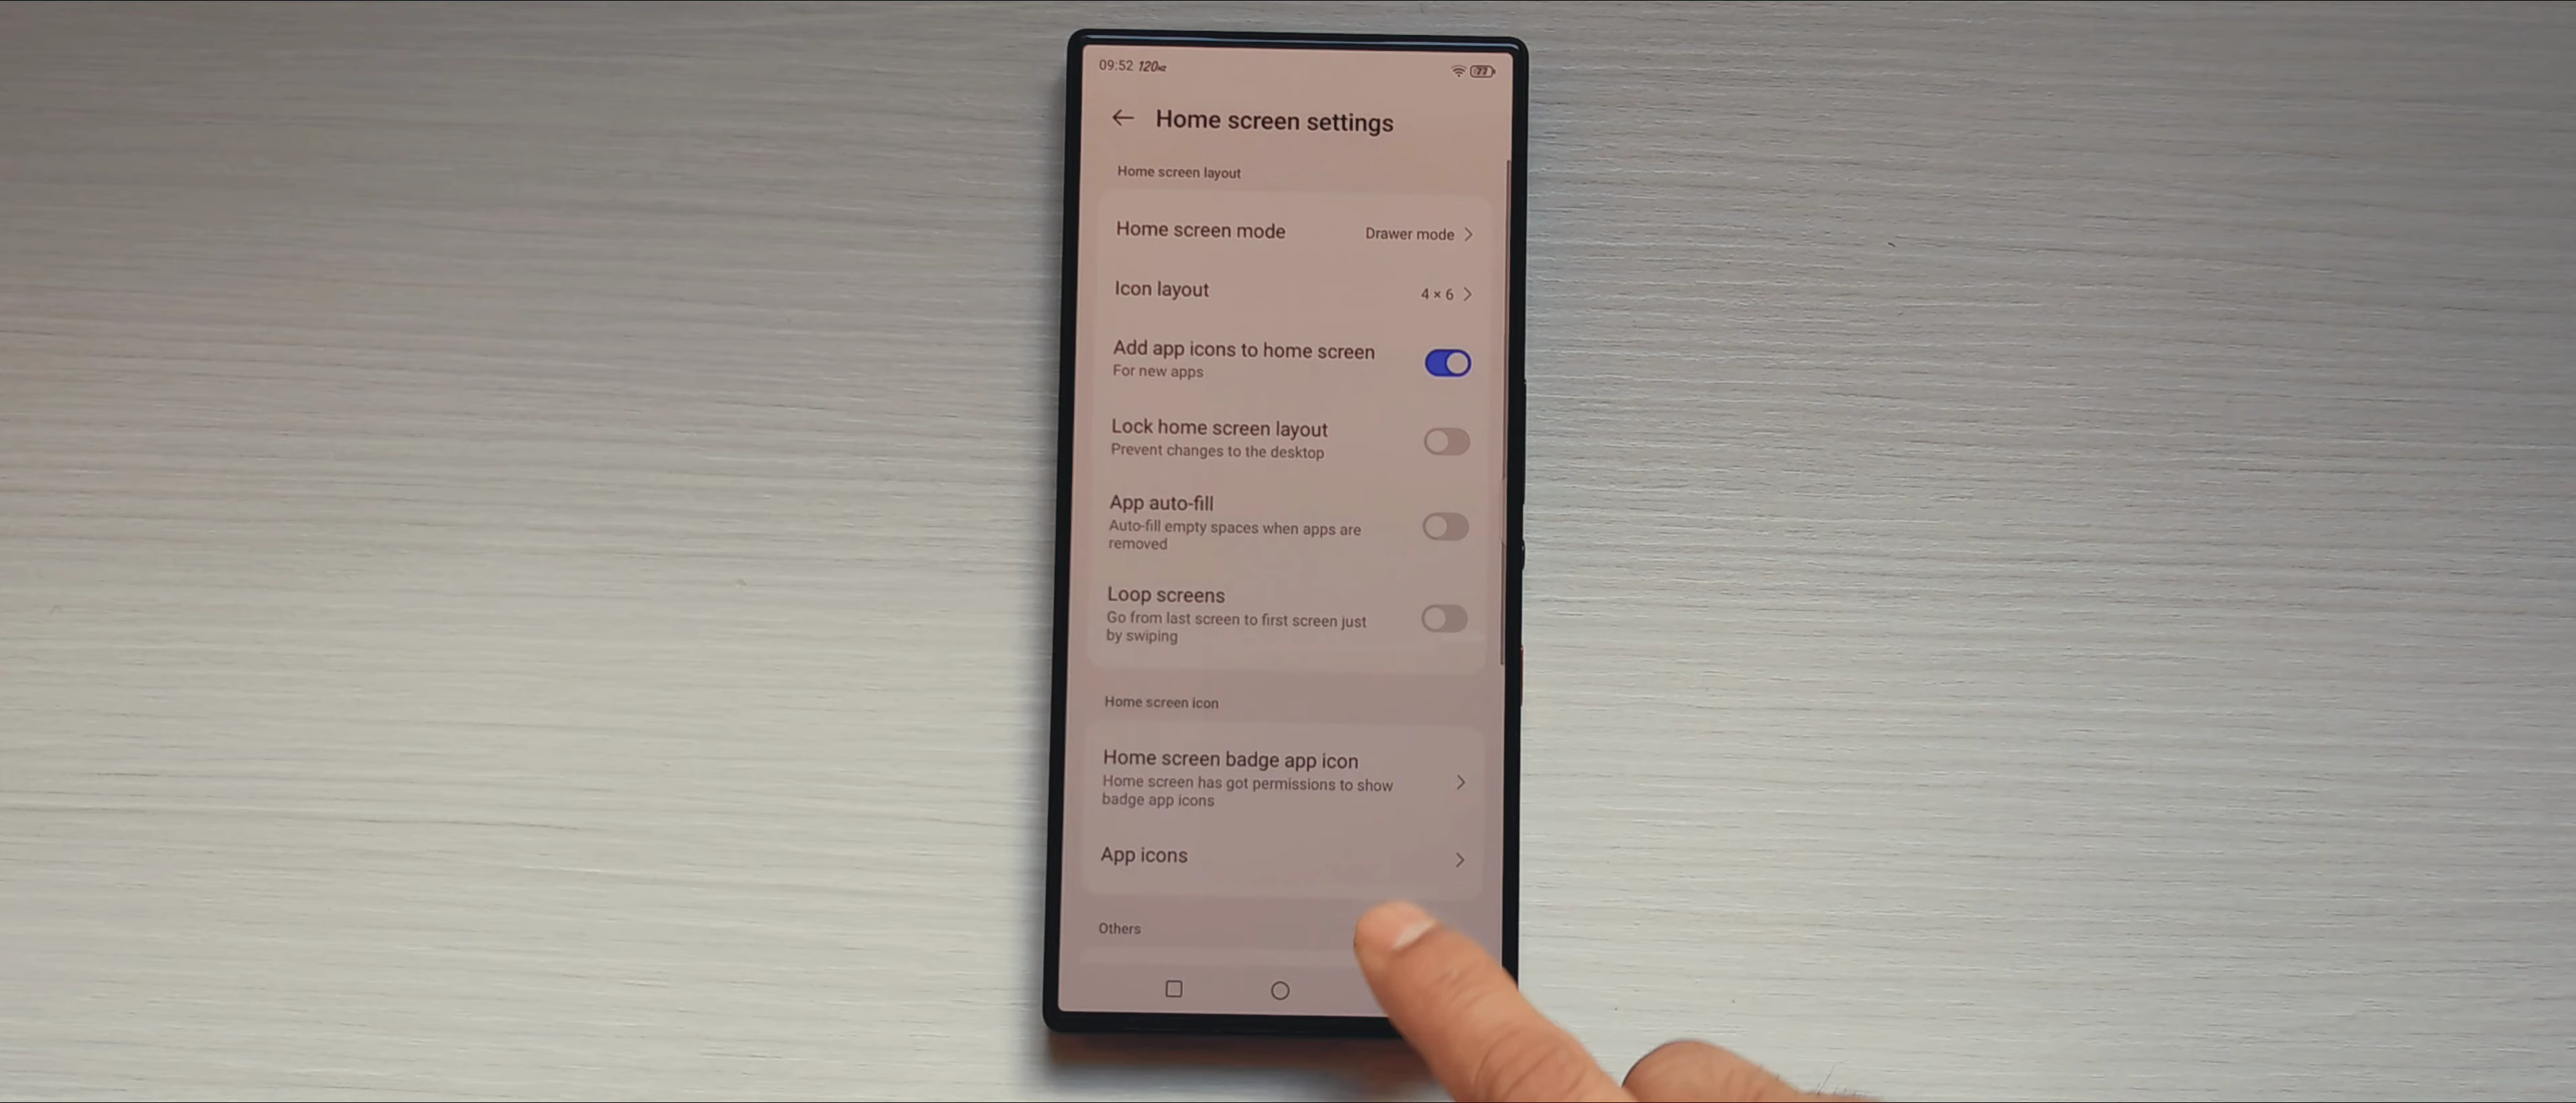 09:52 120Hz 77
Home screen settings
Home screen layout
Home screen mode Drawer mode
Icon layout 4 × 6
Add app icons to home screen
For new apps
Lock home screen layout
Prevent changes to the desktop
App auto-fill
Auto-fill empty spaces when apps are
removed
Loop screens
Go from last screen to first screen just
by swiping
Home screen icon
Home screen badge app icon
Home screen has got permissions to show
badge app icons
App icons
Others